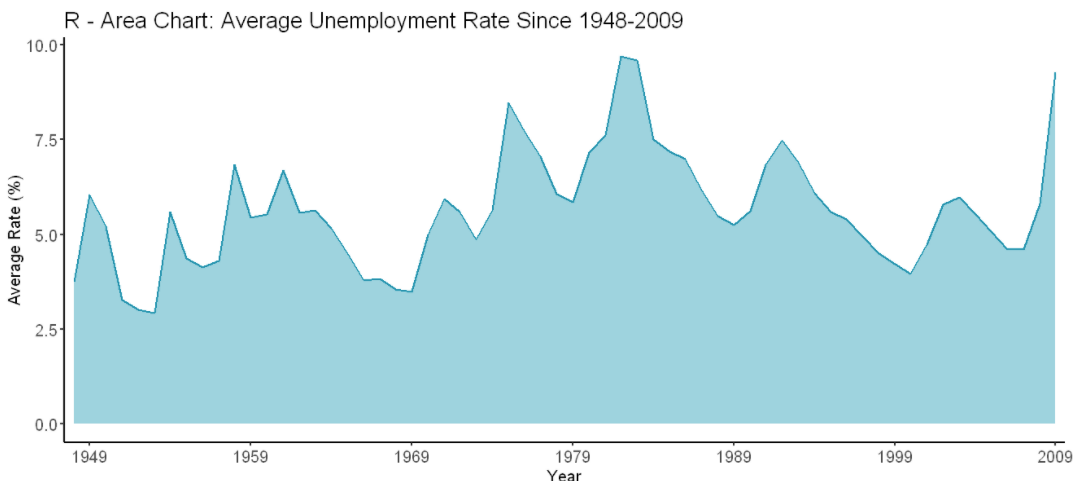 R - Area Chart: Average Unemployment Rate Since 1948-2009
Average Rate (%)
10.0
7.5
5.0
2.5
0.0
1949 1959 1969 1979 1989 1999 2009
Year